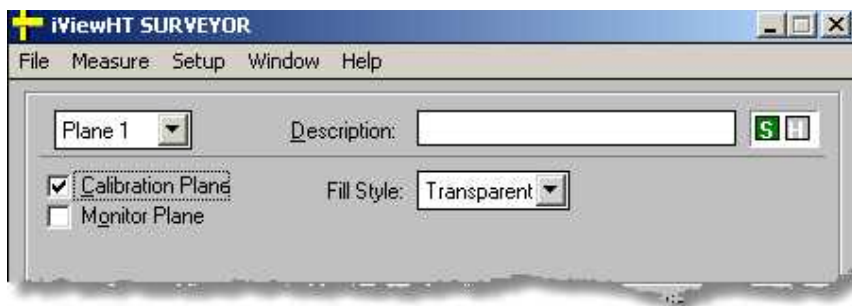 iViewHT SURVEYOR
File Measure Setup Window Help
Plane 1 Description: S H
Calibration Plane Fill Style: Transparent
Monitor Plane